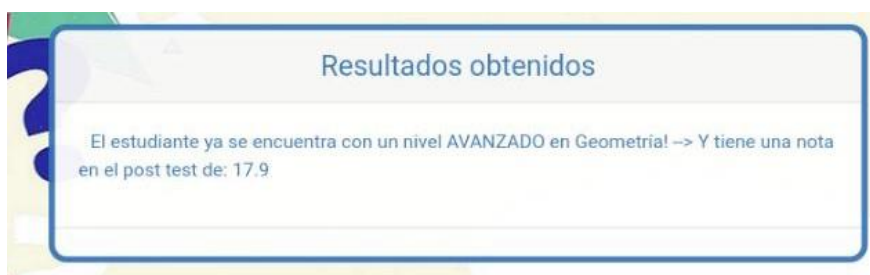 Resultados obtenidos
El estudiante ya se encuentra con un nivel AVANZADO en Geometría! --> Y tiene una nota
en el post test de: 17.9